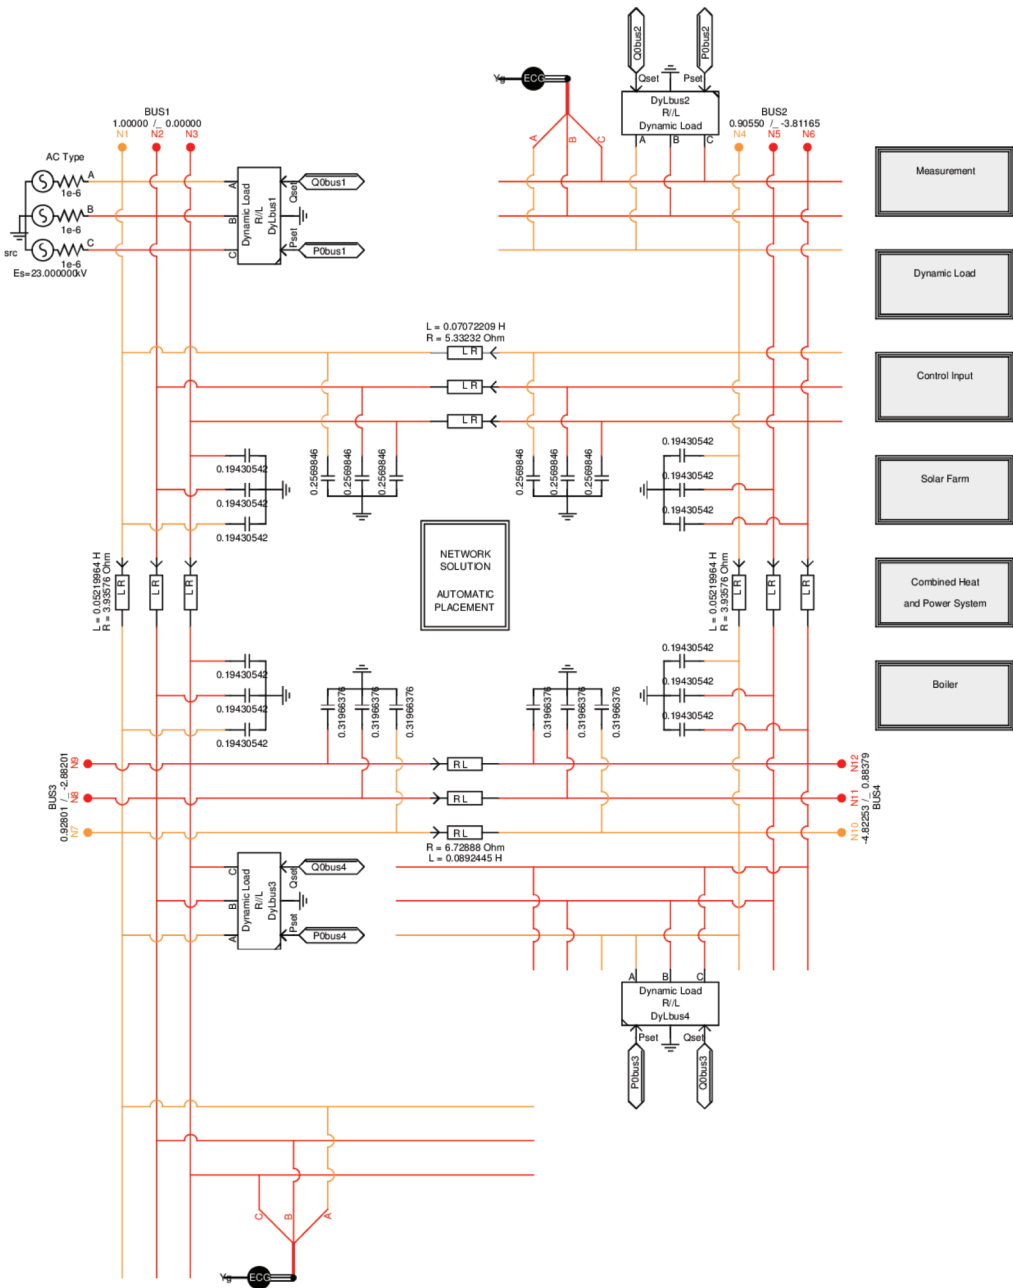 Q0bus2
P0bus2
Yg
ECG
Qset
Pset
DyLbus2
R//L
Dynamic Load
A
B
C
A
B
C
BUS1
1.00000 /_ 0.00000
N1
N2
N3
BUS2
0.90550 /_ -3.81165
N4
N5
N6
AC Type
A
1e-6
B
1e-6
C
1e-6
src
Es=23.000000kV
A
B
C
Dynamic Load
R//L
DyLbus1
Qset
Pset
Q0bus1
P0bus1
Measurement
Dynamic Load
Control Input
Solar Farm
Combined Heat
and Power System
Boiler
L = 0.07072209 H
R = 5.33232 Ohm
L R
L R
L R
0.19430542
0.19430542
0.19430542
0.2569846
0.2569846
0.2569846
0.2569846
0.2569846
0.2569846
0.19430542
0.19430542
0.19430542
L = 0.05219964 H
R = 3.93576 Ohm
L R
L R
L R
NETWORK
SOLUTION
AUTOMATIC
PLACEMENT
L = 0.05219964 H
R = 3.93576 Ohm
L R
L R
L R
0.19430542
0.19430542
0.19430542
0.31966376
0.31966376
0.31966376
0.31966376
0.31966376
0.31966376
0.19430542
0.19430542
0.19430542
BUS3
0.92801 /_ -2.88201
N9
N8
N7
R L
R L
R L
R = 6.72888 Ohm
L = 0.0892445 H
N12
N11
N10
-4.82253 /_ 0.88379
BUS4
C
B
A
Dynamic Load
R//L
DyLbus3
Qset
Pset
Q0bus4
P0bus4
A
B
C
Dynamic Load
R//L
DyLbus4
Pset
Qset
P0bus3
Q0bus3
C
B
A
Yg
ECG